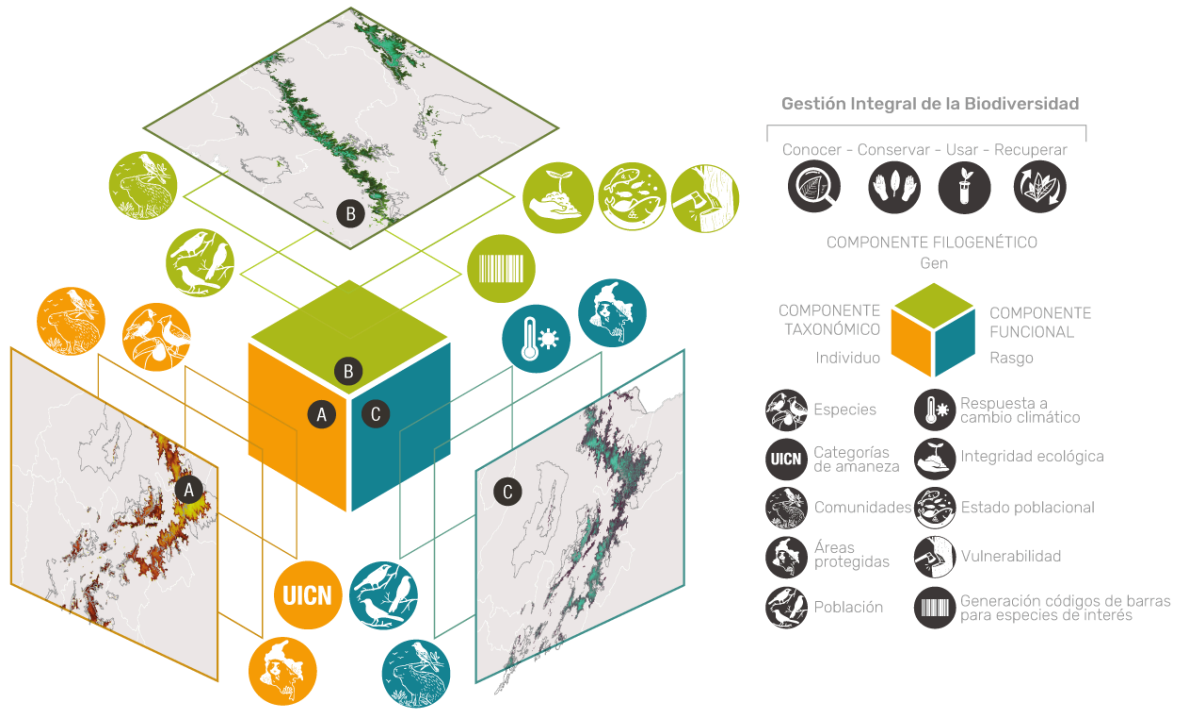 Gestión Integral de la Biodiversidad
Conocer - Conservar - Usar - Recuperar
COMPONENTE FILOGENÉTICO
Gen
COMPONENTE
TAXONÓMICO
Individuo
COMPONENTE
FUNCIONAL
Rasgo
Especies
Respuesta a
cambio climático
UICN
Categorías
de amaneza
Integridad ecológica
Comunidades
Estado poblacional
Áreas
protegidas
Vulnerabilidad
Población
Generación códigos de barras
para especies de interés
B
B
A
C
A
C
UICN